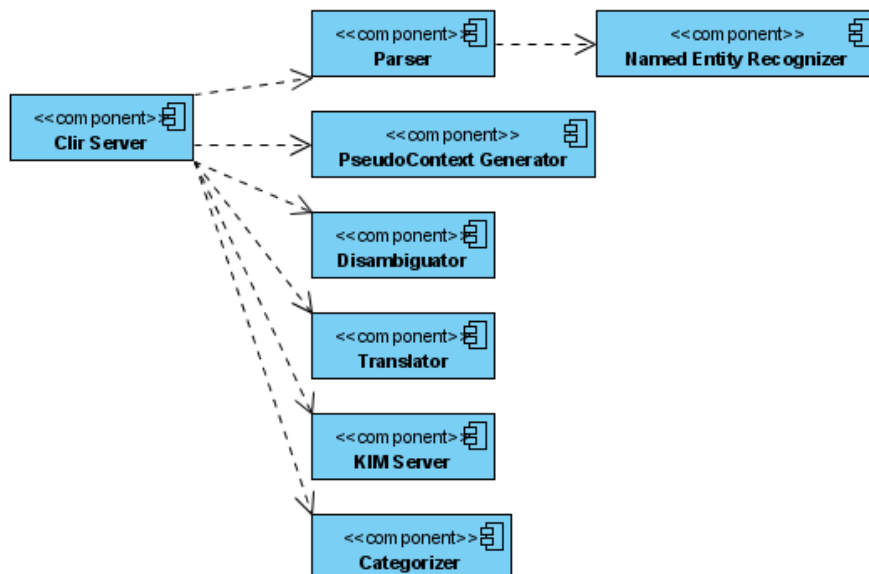 <<component>>
Parser
<<component>>
Named Entity Recognizer
<<component>>
Clir Server
<<component>>
PseudoContext Generator
<<component>>
Disambiguator
<<component>>
Translator
<<component>>
KIM Server
<<component>>
Categorizer